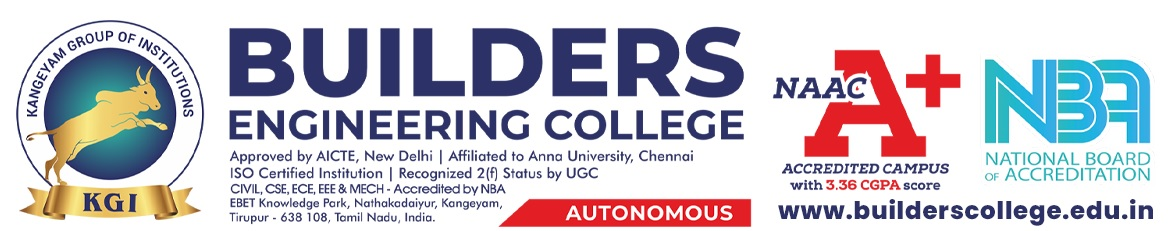 KANGEYAM GROUP OF INSTITUTIONS
KGI
BUILDERS
ENGINEERING COLLEGE
Approved by AICTE, New Delhi | Affiliated to Anna University, Chennai
ISO Certified Institution | Recognized 2(f) Status by UGC
CIVIL, CSE, ECE, EEE & MECH - Accredited by NBA
EBET Knowledge Park, Nathakadaiyur, Kangeyam,
Tirupur - 638 108, Tamil Nadu, India.
AUTONOMOUS
NAAC A+
ACCREDITED CAMPUS
with 3.36 CGPA score
NBA
NATIONAL BOARD
OF ACCREDITATION
www.builderscollege.edu.in